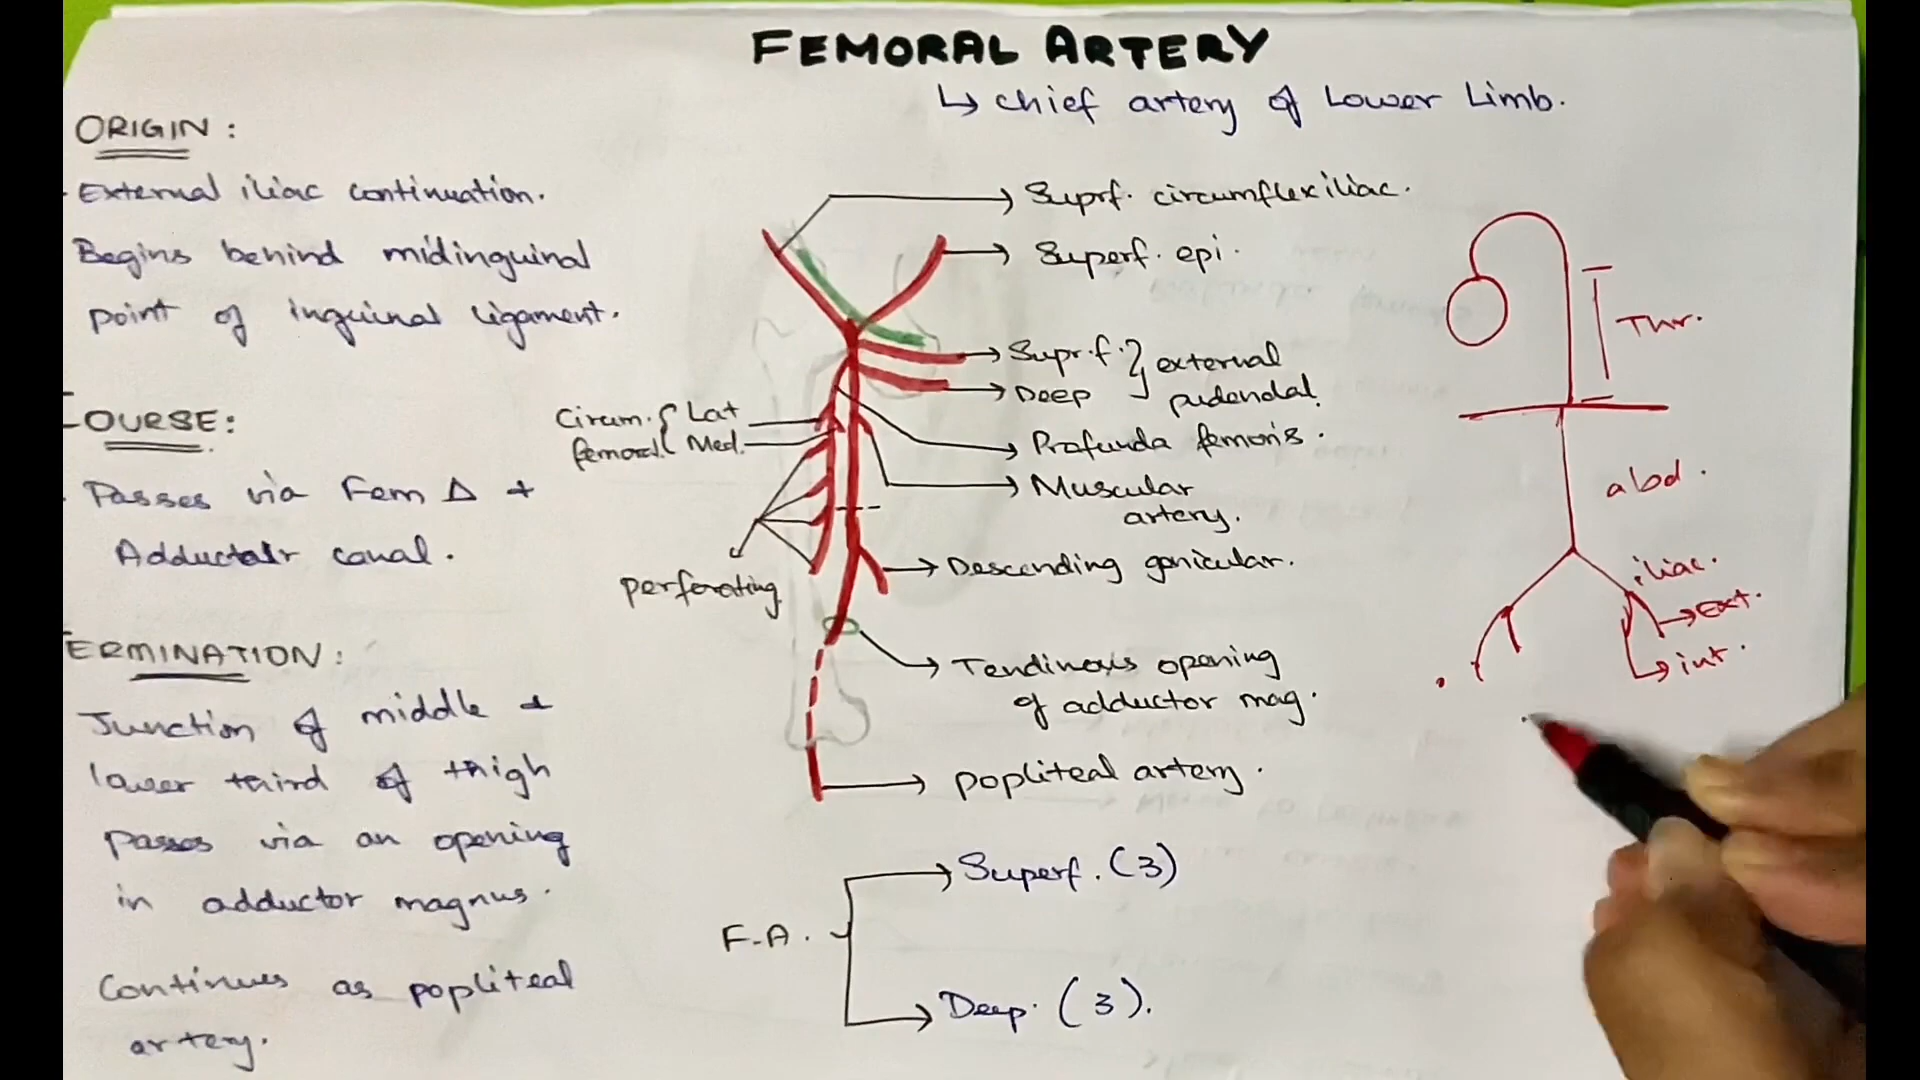 FEMORAL ARTERY
↳ chief artery of Lower Limb.
ORIGIN:
- External iliac continuation.
Begins behind midinguinal
point of inguinal ligament.
COURSE:
- Passes via Fem Δ +
Adductalr canal.
TERMINATION:
Junction of middle +
lower third of thigh
passes via an opening
in adductor magnus.
Continues as popliteal
artery.
Suprf. circumflex iliac.
Superf. epi.
Suprf. } external
Deep } pudendal.
Circum. { Lat
femoral. { Med.
Profunda femoris.
Muscular
artery.
Descending genicular.
perforating
Tendinous opening
of adductor mag.
popliteal artery.
F-A.
Superf. (3)
Deep. (3).
Thr.
abd.
iliac.
Ext.
int.